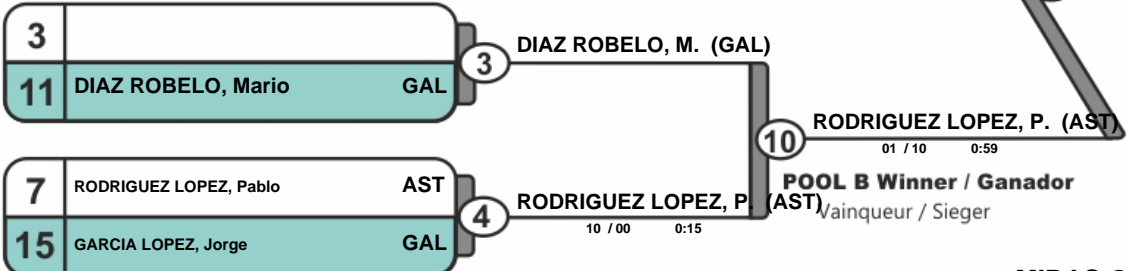 3
11 DIAZ ROBELO, Mario GAL
3
DIAZ ROBELO, M. (GAL)
7 RODRIGUEZ LOPEZ, Pablo AST
15 GARCIA LOPEZ, Jorge GAL
4
RODRIGUEZ LOPEZ, P. (AST)
10 / 00 0:15
10
RODRIGUEZ LOPEZ, P. (AST)
01 / 10 0:59
POOL B Winner / Ganador
Vainqueur / Sieger